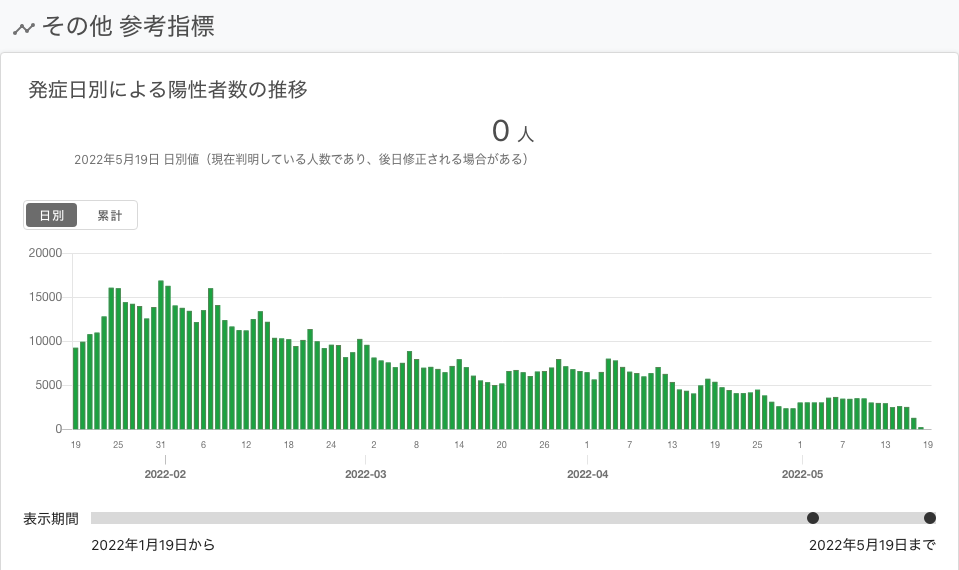 その他 参考指標
発症日別による陽性者数の推移
0 人
2022年5月19日 日別値（現在判明している人数であり、後日修正される場合がある）
日別 累計
20000
15000
10000
5000
0
19 25 31 6 12 18 24 2 8 14 20 26 1 7 13 19 25 1 7 13 19
2022-02 2022-03 2022-04 2022-05
表示期間
2022年1月19日から 2022年5月19日まで